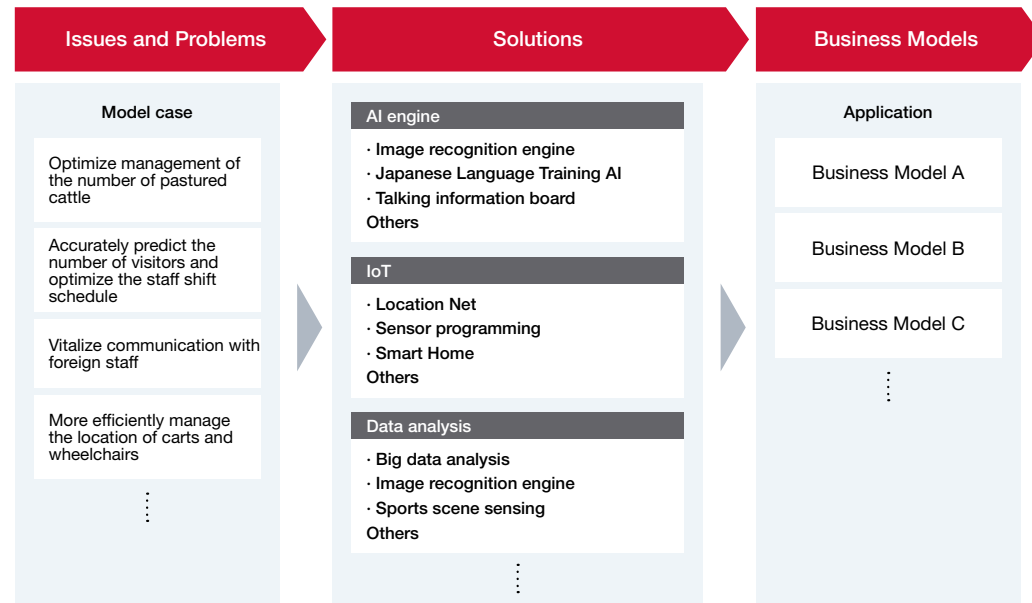 Issues and Problems
Solutions
Business Models
Model case
Optimize management of
the number of pastured
cattle
Accurately predict the
number of visitors and
optimize the staff shift
schedule
Vitalize communication with
foreign staff
More efficiently manage
the location of carts and
wheelchairs
AI engine
· Image recognition engine
· Japanese Language Training AI
· Talking information board
Others
IoT
· Location Net
· Sensor programming
· Smart Home
Others
Data analysis
· Big data analysis
· Image recognition engine
· Sports scene sensing
Others
Application
Business Model A
Business Model B
Business Model C